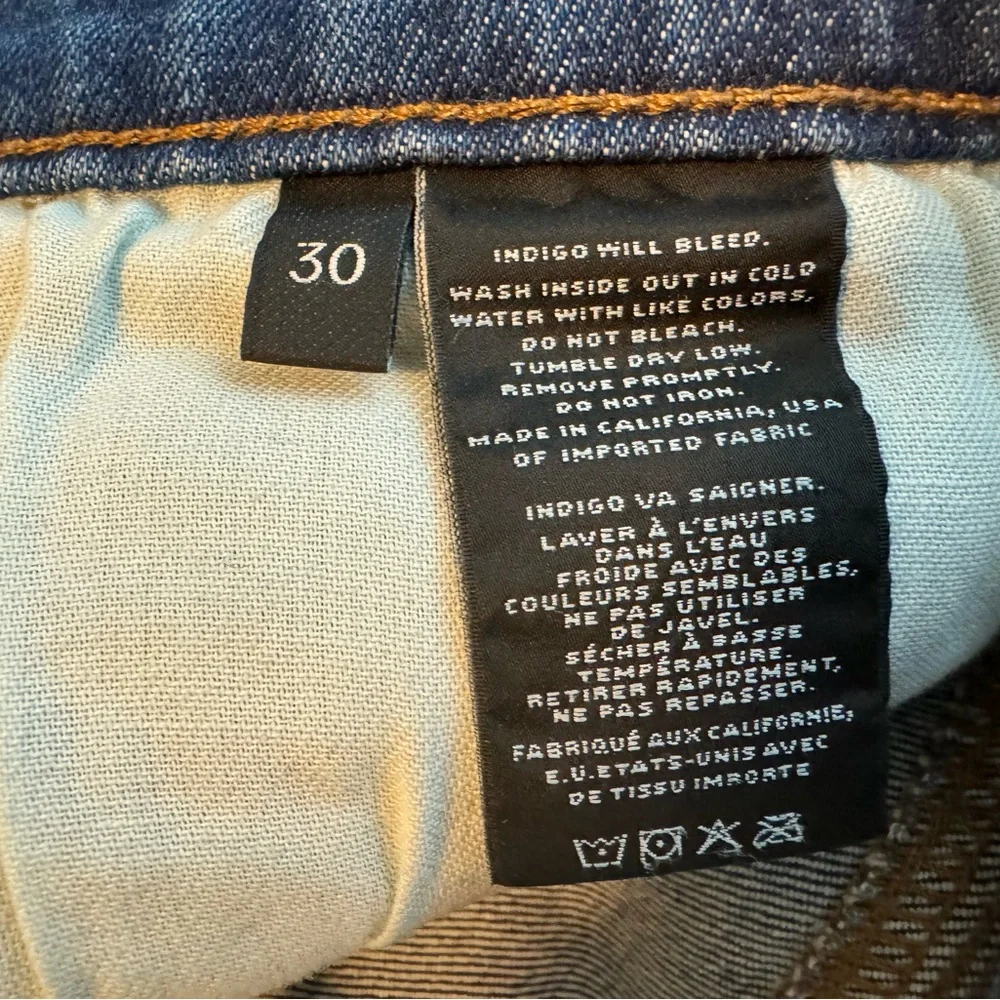 30
INDIGO WILL BLEED.
WASH INSIDE OUT IN COLD
WATER WITH LIKE COLORS,
DO NOT BLEACH.
TUMBLE DRY LOW.
REMOVE PROMPTLY.
DO NOT IRON.
MADE IN CALIFORNIA, USA
OF IMPORTED FABRIC
INDIGO VA SAIGNER.
LAVER À L'ENVERS
DANS L'EAU
FROIDE AVEC DES
COULEURS SEMBLABLES,
NE PAS UTILISER
DE JAVEL.
SÉCHER À BASSE
TEMPÉRATURE.
RETIRER RAPIDEMENT,
NE PAS REPASSER.
FABRIQUÉ AUX CALIFORNIE,
E.U.ETATS-UNIS AVEC
DE TISSU IMPORTE